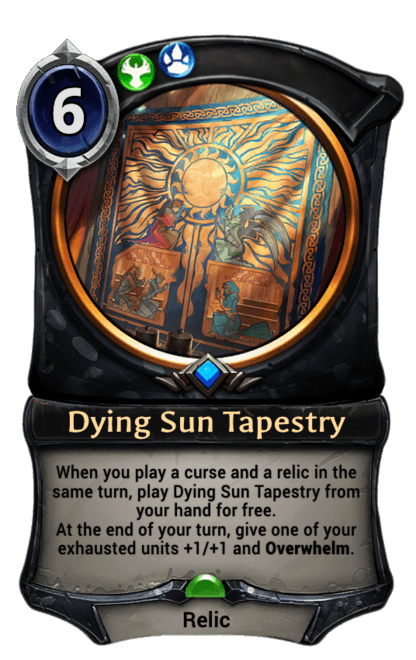 6
Dying Sun Tapestry
When you play a curse and a relic in the
same turn, play Dying Sun Tapestry from
your hand for free.
At the end of your turn, give one of your
exhausted units +1/+1 and Overwhelm.
Relic